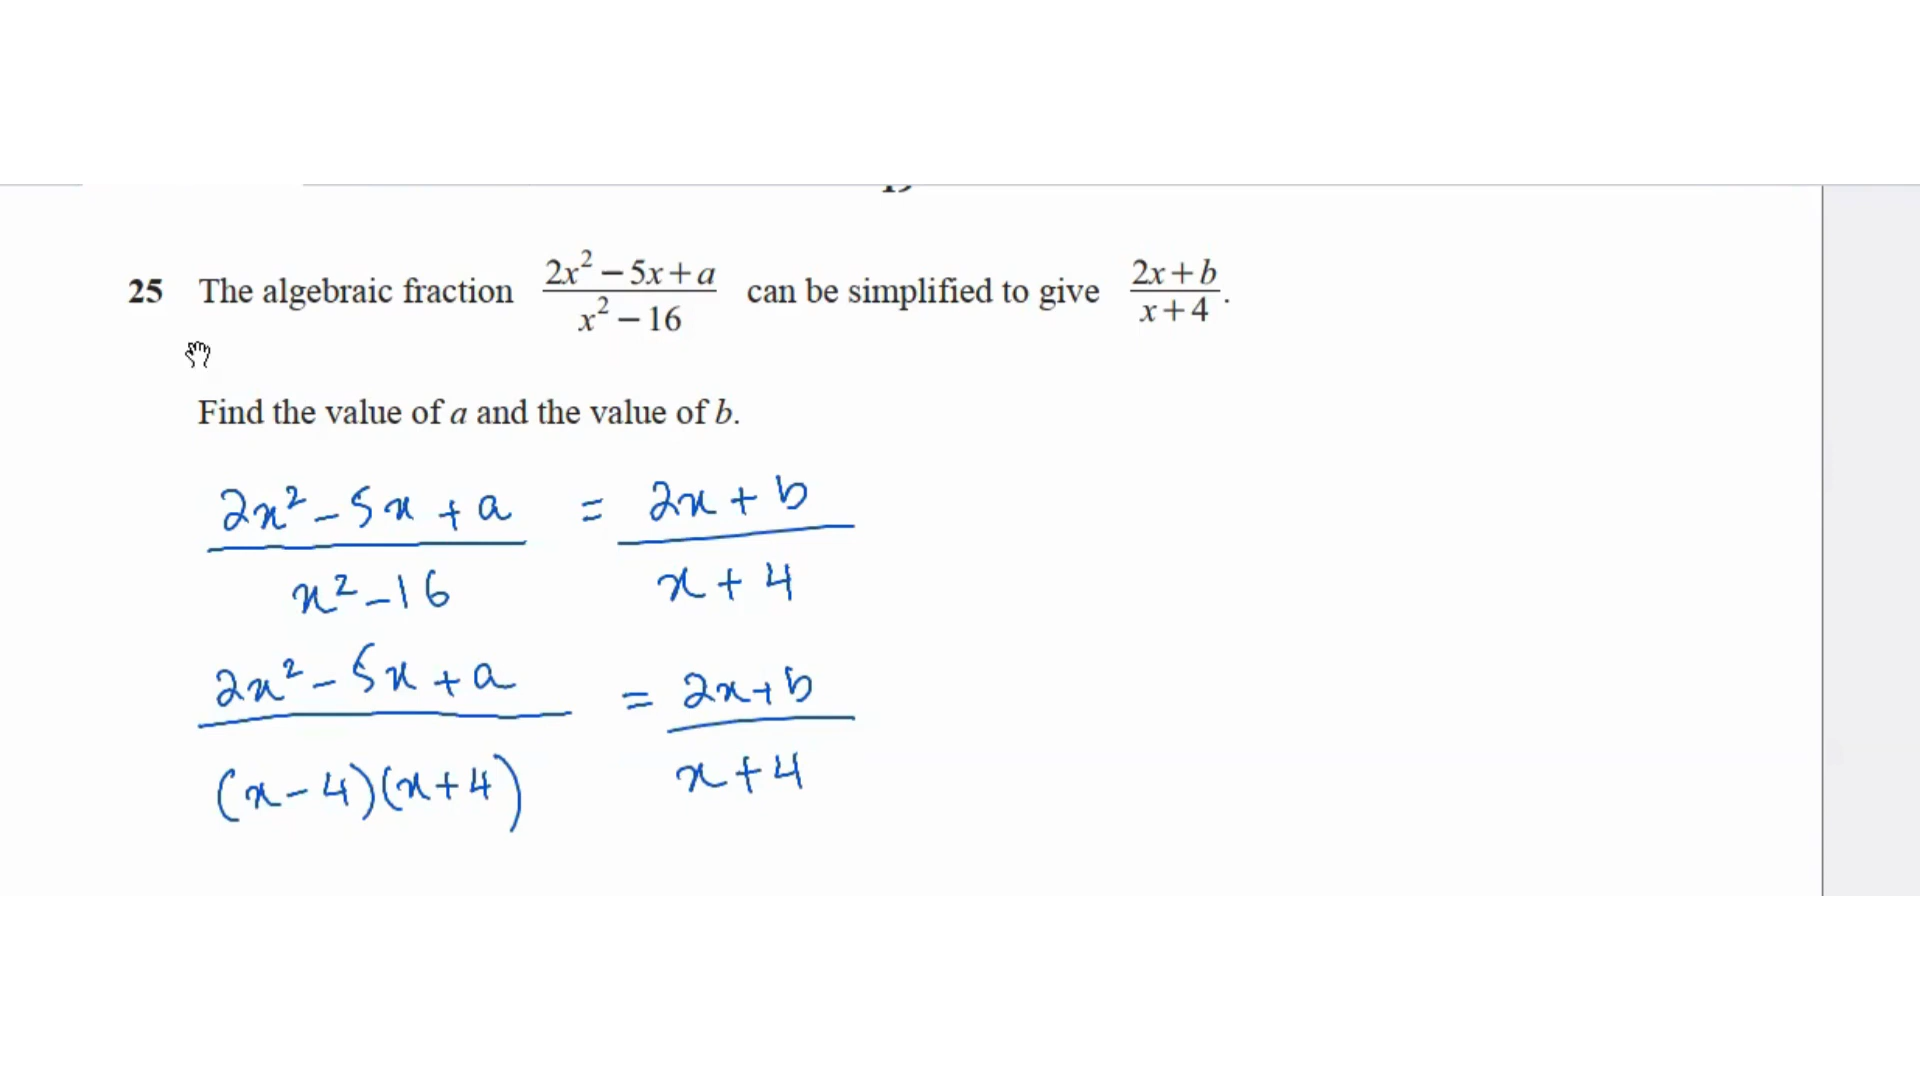 25 The algebraic fraction (2x² − 5x + a)/(x² − 16) can be simplified to give (2x + b)/(x + 4).
Find the value of a and the value of b.
(2x² − 5x + a)/(x² − 16) = (2x + b)/(x + 4)
(2x² − 5x + a)/((x − 4)(x + 4)) = (2x + b)/(x + 4)